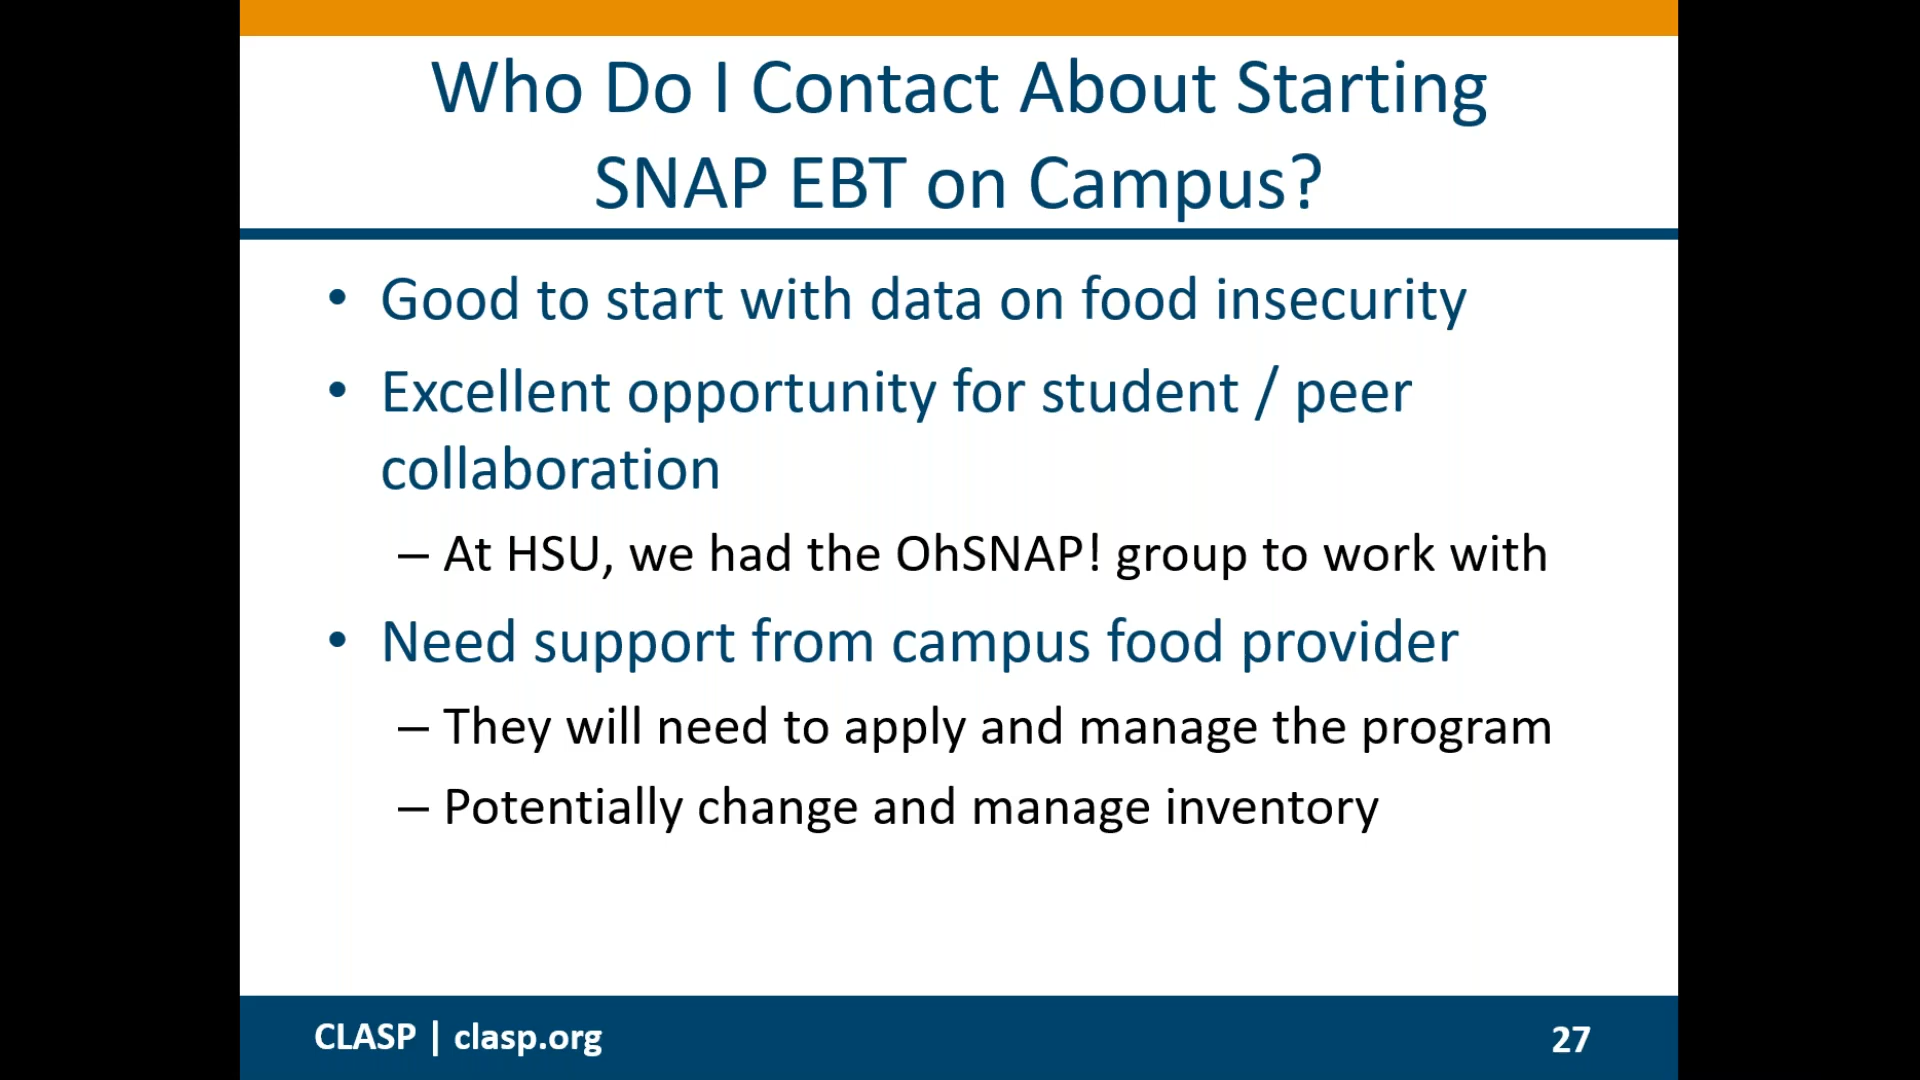 Who Do I Contact About Starting
SNAP EBT on Campus?
• Good to start with data on food insecurity
• Excellent opportunity for student / peer
collaboration
– At HSU, we had the OhSNAP! group to work with
• Need support from campus food provider
– They will need to apply and manage the program
– Potentially change and manage inventory
CLASP | clasp.org
27